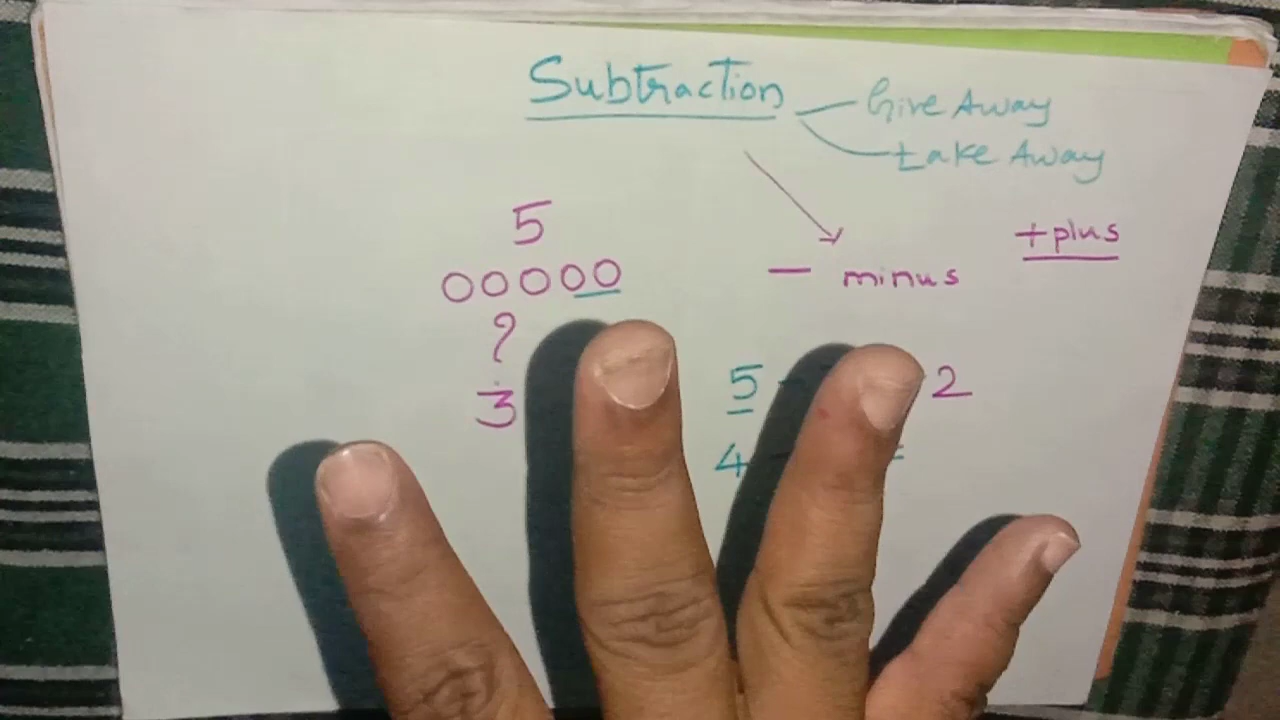 Subtraction
Give Away
take Away
5
+plus
00000
— minus
?
3
5 - 2
4 =